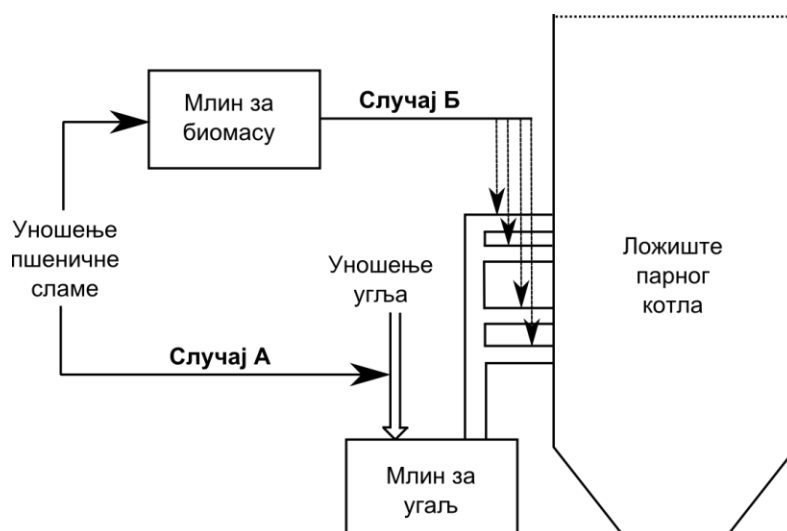 Млин за
биомасу
Случај Б
Уношење
пшеничне
сламе
Уношење
угља
Ложиште
парног
котла
Случај А
Млин за
угаљ